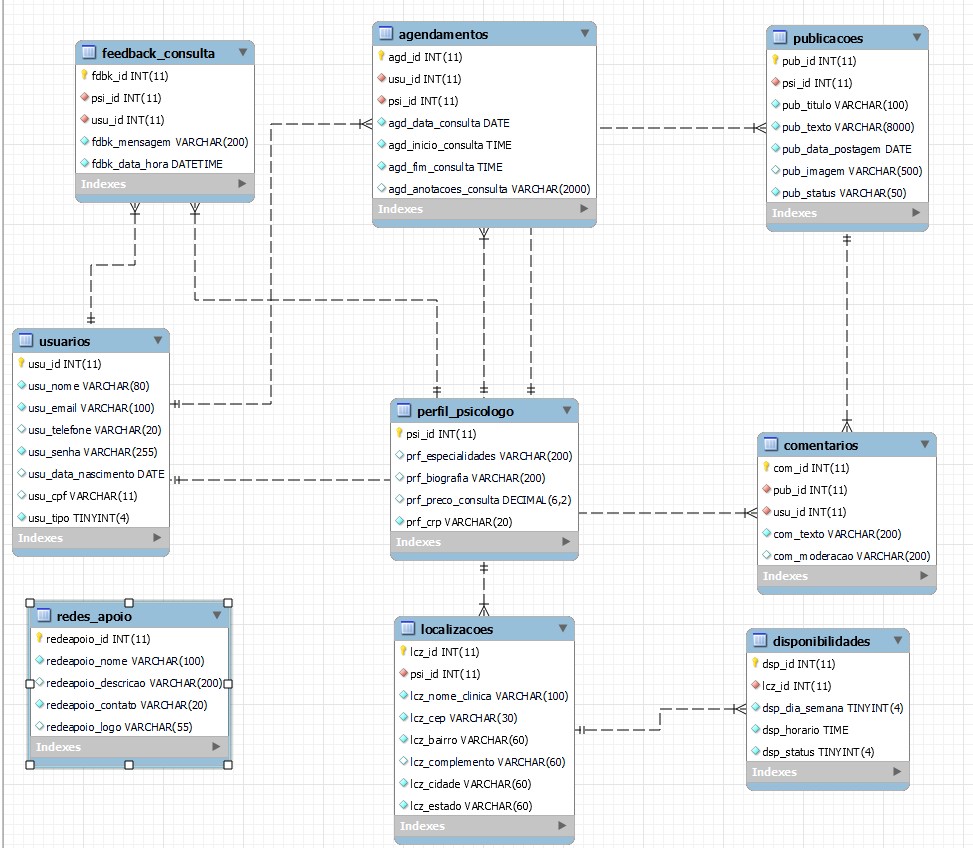 feedback_consulta
fdbk_id INT(11)
psi_id INT(11)
usu_id INT(11)
fdbk_mensagem VARCHAR(200)
fdbk_data_hora DATETIME
Indexes
agendamentos
agd_id INT(11)
usu_id INT(11)
psi_id INT(11)
agd_data_consulta DATE
agd_inicio_consulta TIME
agd_fim_consulta TIME
agd_anotacoes_consulta VARCHAR(2000)
Indexes
publicacoes
pub_id INT(11)
psi_id INT(11)
pub_titulo VARCHAR(100)
pub_texto VARCHAR(8000)
pub_data_postagem DATE
pub_imagem VARCHAR(500)
pub_status VARCHAR(50)
Indexes
usuarios
usu_id INT(11)
usu_nome VARCHAR(80)
usu_email VARCHAR(100)
usu_telefone VARCHAR(20)
usu_senha VARCHAR(255)
usu_data_nascimento DATE
usu_cpf VARCHAR(11)
usu_tipo TINYINT(4)
Indexes
perfil_psicologo
psi_id INT(11)
prf_especialidades VARCHAR(200)
prf_biografia VARCHAR(200)
prf_preco_consulta DECIMAL(6,2)
prf_crp VARCHAR(20)
Indexes
comentarios
com_id INT(11)
pub_id INT(11)
usu_id INT(11)
com_texto VARCHAR(200)
com_moderacao VARCHAR(200)
Indexes
redes_apoio
redeapoio_id INT(11)
redeapoio_nome VARCHAR(100)
redeapoio_descricao VARCHAR(200)
redeapoio_contato VARCHAR(20)
redeapoio_logo VARCHAR(55)
Indexes
localizacoes
lcz_id INT(11)
psi_id INT(11)
lcz_nome_clinica VARCHAR(100)
lcz_cep VARCHAR(30)
lcz_bairro VARCHAR(60)
lcz_complemento VARCHAR(60)
lcz_cidade VARCHAR(60)
lcz_estado VARCHAR(60)
Indexes
disponibilidades
dsp_id INT(11)
lcz_id INT(11)
dsp_dia_semana TINYINT(4)
dsp_horario TIME
dsp_status TINYINT(4)
Indexes